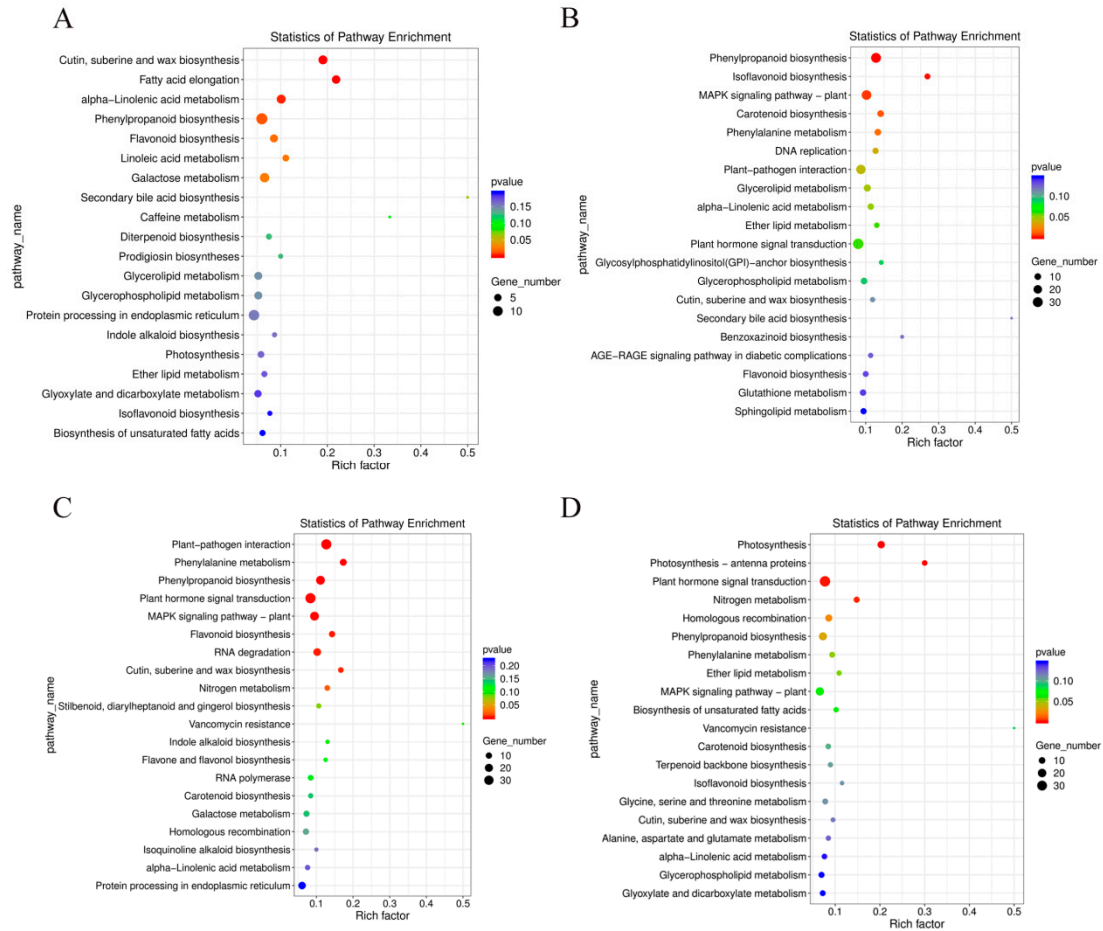 A
Statistics of Pathway Enrichment
Cutin, suberine and wax biosynthesis
Fatty acid elongation
alpha−Linolenic acid metabolism
Phenylpropanoid biosynthesis
Flavonoid biosynthesis
Linoleic acid metabolism
Galactose metabolism
Secondary bile acid biosynthesis
Caffeine metabolism
Diterpenoid biosynthesis
Prodigiosin biosyntheses
Glycerolipid metabolism
Glycerophospholipid metabolism
Protein processing in endoplasmic reticulum
Indole alkaloid biosynthesis
Photosynthesis
Ether lipid metabolism
Glyoxylate and dicarboxylate metabolism
Isoflavonoid biosynthesis
Biosynthesis of unsaturated fatty acids
pathway_name
0.1 0.2 0.3 0.4 0.5
Rich factor
pvalue
0.15
0.10
0.05
Gene_number
5
10
B
Statistics of Pathway Enrichment
Phenylpropanoid biosynthesis
Isoflavonoid biosynthesis
MAPK signaling pathway − plant
Carotenoid biosynthesis
Phenylalanine metabolism
DNA replication
Plant−pathogen interaction
Glycerolipid metabolism
alpha−Linolenic acid metabolism
Ether lipid metabolism
Plant hormone signal transduction
Glycosylphosphatidylinositol(GPI)−anchor biosynthesis
Glycerophospholipid metabolism
Cutin, suberine and wax biosynthesis
Secondary bile acid biosynthesis
Benzoxazinoid biosynthesis
AGE−RAGE signaling pathway in diabetic complications
Flavonoid biosynthesis
Glutathione metabolism
Sphingolipid metabolism
pathway_name
0.1 0.2 0.3 0.4 0.5
Rich factor
pvalue
0.10
0.05
Gene_number
10
20
30
C
Statistics of Pathway Enrichment
Plant−pathogen interaction
Phenylalanine metabolism
Phenylpropanoid biosynthesis
Plant hormone signal transduction
MAPK signaling pathway − plant
Flavonoid biosynthesis
RNA degradation
Cutin, suberine and wax biosynthesis
Nitrogen metabolism
Stilbenoid, diarylheptanoid and gingerol biosynthesis
Vancomycin resistance
Indole alkaloid biosynthesis
Flavone and flavonol biosynthesis
RNA polymerase
Carotenoid biosynthesis
Galactose metabolism
Homologous recombination
Isoquinoline alkaloid biosynthesis
alpha−Linolenic acid metabolism
Protein processing in endoplasmic reticulum
pathway_name
0.1 0.2 0.3 0.4 0.5
Rich factor
pvalue
0.20
0.15
0.10
0.05
Gene_number
10
20
30
D
Statistics of Pathway Enrichment
Photosynthesis
Photosynthesis − antenna proteins
Plant hormone signal transduction
Nitrogen metabolism
Homologous recombination
Phenylpropanoid biosynthesis
Phenylalanine metabolism
Ether lipid metabolism
MAPK signaling pathway − plant
Biosynthesis of unsaturated fatty acids
Vancomycin resistance
Carotenoid biosynthesis
Terpenoid backbone biosynthesis
Isoflavonoid biosynthesis
Glycine, serine and threonine metabolism
Cutin, suberine and wax biosynthesis
Alanine, aspartate and glutamate metabolism
alpha−Linolenic acid metabolism
Glycerophospholipid metabolism
Glyoxylate and dicarboxylate metabolism
pathway_name
0.1 0.2 0.3 0.4 0.5
Rich factor
pvalue
0.10
0.05
Gene_number
10
20
30